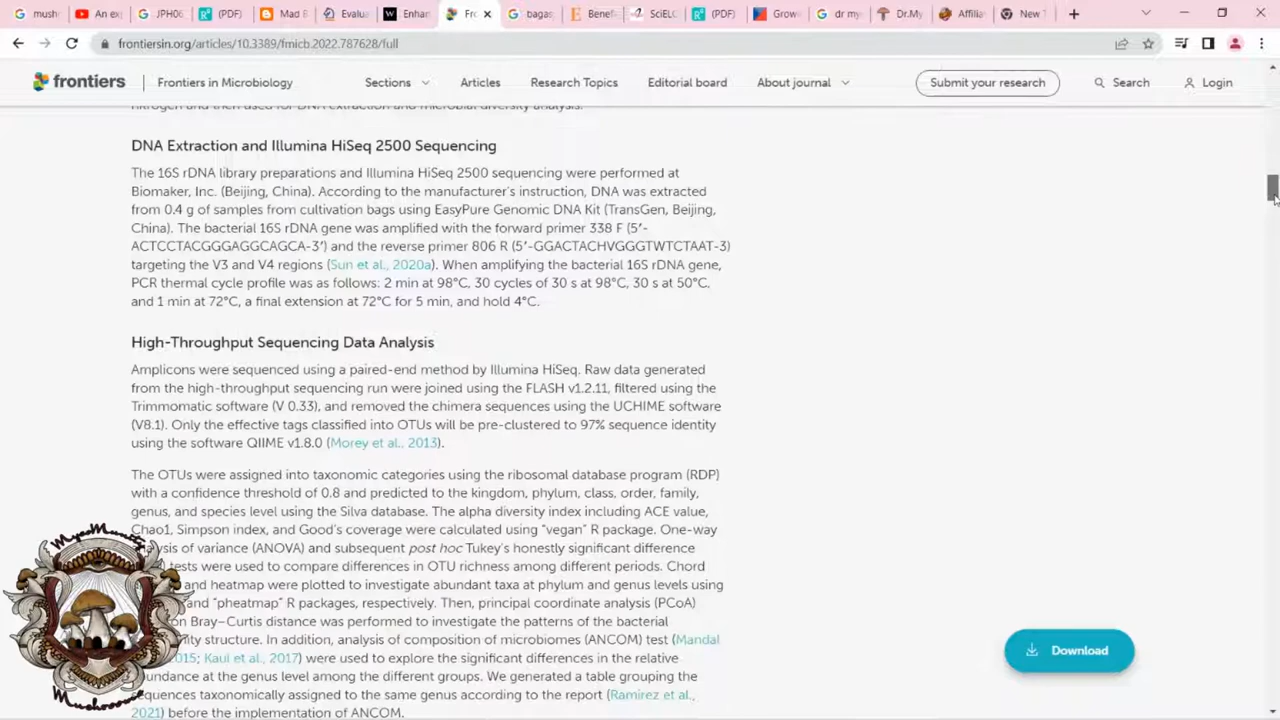 mush
An ex
JPH06
(PDF)
Mad B
Evalua
Enhan
Fro
bagas
Benef
SciELO
(PDF)
Grow
dr my
Dr.My
Affilia
New T
frontiersin.org/articles/10.3389/fmicb.2022.787628/full
frontiers
Frontiers in Microbiology
Sections
Articles
Research Topics
Editorial board
About journal
Submit your research
Search
Login
nitrogen and then used for DNA extraction and microbial diversity analysis.
DNA Extraction and Illumina HiSeq 2500 Sequencing
The 16S rDNA library preparations and Illumina HiSeq 2500 sequencing were performed at
Biomaker, Inc. (Beijing, China). According to the manufacturer's instruction, DNA was extracted
from 0.4 g of samples from cultivation bags using EasyPure Genomic DNA Kit (TransGen, Beijing,
China). The bacterial 16S rDNA gene was amplified with the forward primer 338 F (5′-
ACTCCTACGGGAGGCAGCA-3′) and the reverse primer 806 R (5′-GGACTACHVGGGTWTCTAAT-3)
targeting the V3 and V4 regions (Sun et al., 2020a). When amplifying the bacterial 16S rDNA gene,
PCR thermal cycle profile was as follows: 2 min at 98°C, 30 cycles of 30 s at 98°C, 30 s at 50°C,
and 1 min at 72°C, a final extension at 72°C for 5 min, and hold 4°C.
High-Throughput Sequencing Data Analysis
Amplicons were sequenced using a paired-end method by Illumina HiSeq. Raw data generated
from the high-throughput sequencing run were joined using the FLASH v1.2.11, filtered using the
Trimmomatic software (V 0.33), and removed the chimera sequences using the UCHIME software
(V8.1). Only the effective tags classified into OTUs will be pre-clustered to 97% sequence identity
using the software QIIME v1.8.0 (Morey et al., 2013).
The OTUs were assigned into taxonomic categories using the ribosomal database program (RDP)
with a confidence threshold of 0.8 and predicted to the kingdom, phylum, class, order, family,
genus, and species level using the Silva database. The alpha diversity index including ACE value,
Chao1, Simpson index, and Good's coverage were calculated using "vegan" R package. One-way
ysis of variance (ANOVA) and subsequent post hoc Tukey's honestly significant difference
) tests were used to compare differences in OTU richness among different periods. Chord
and heatmap were plotted to investigate abundant taxa at phylum and genus levels using
and "pheatmap" R packages, respectively. Then, principal coordinate analysis (PCoA)
on Bray–Curtis distance was performed to investigate the patterns of the bacterial
nity structure. In addition, analysis of composition of microbiomes (ANCOM) test (Mandal
2015; Kaul et al., 2017) were used to explore the significant differences in the relative
undance at the genus level among the different groups. We generated a table grouping the
equences taxonomically assigned to the same genus according to the report (Ramirez et al.,
2021) before the implementation of ANCOM.
Download
Mushrooms